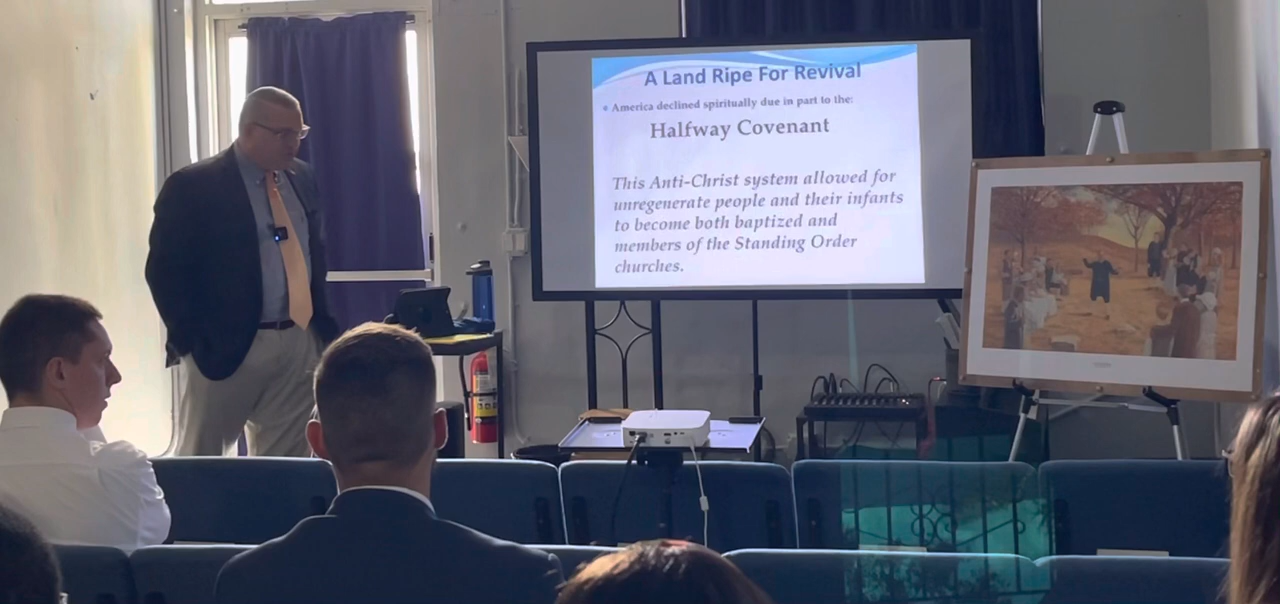 A Land Ripe For Revival
America declined spiritually due in part to the:
Halfway Covenant
This Anti-Christ system allowed for
unregenerate people and their infants
to become both baptized and
members of the Standing Order
churches.